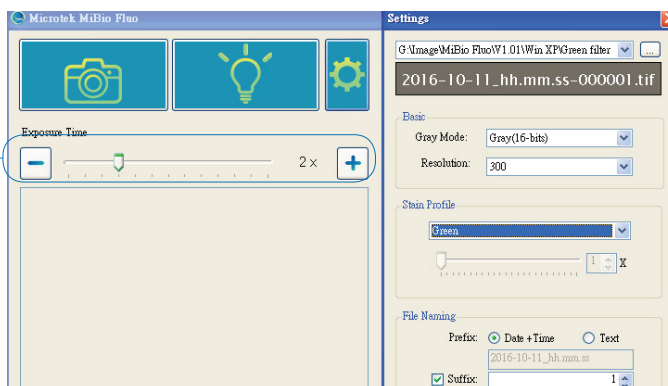 Microtek MiBio Fluo
Exposure Time
2 x
Settings
G:\Image\MiBio Fluo\V1.01\Win XP\Green filter
...
2016-10-11_hh.mm.ss-000001.tif
Basic
Gray Mode: Gray(16-bits)
Resolution: 300
Stain Profile
Green
1 X
File Naming
Prefix: Date +Time Text
2016-10-11_hh.mm.ss
Suffix: 1